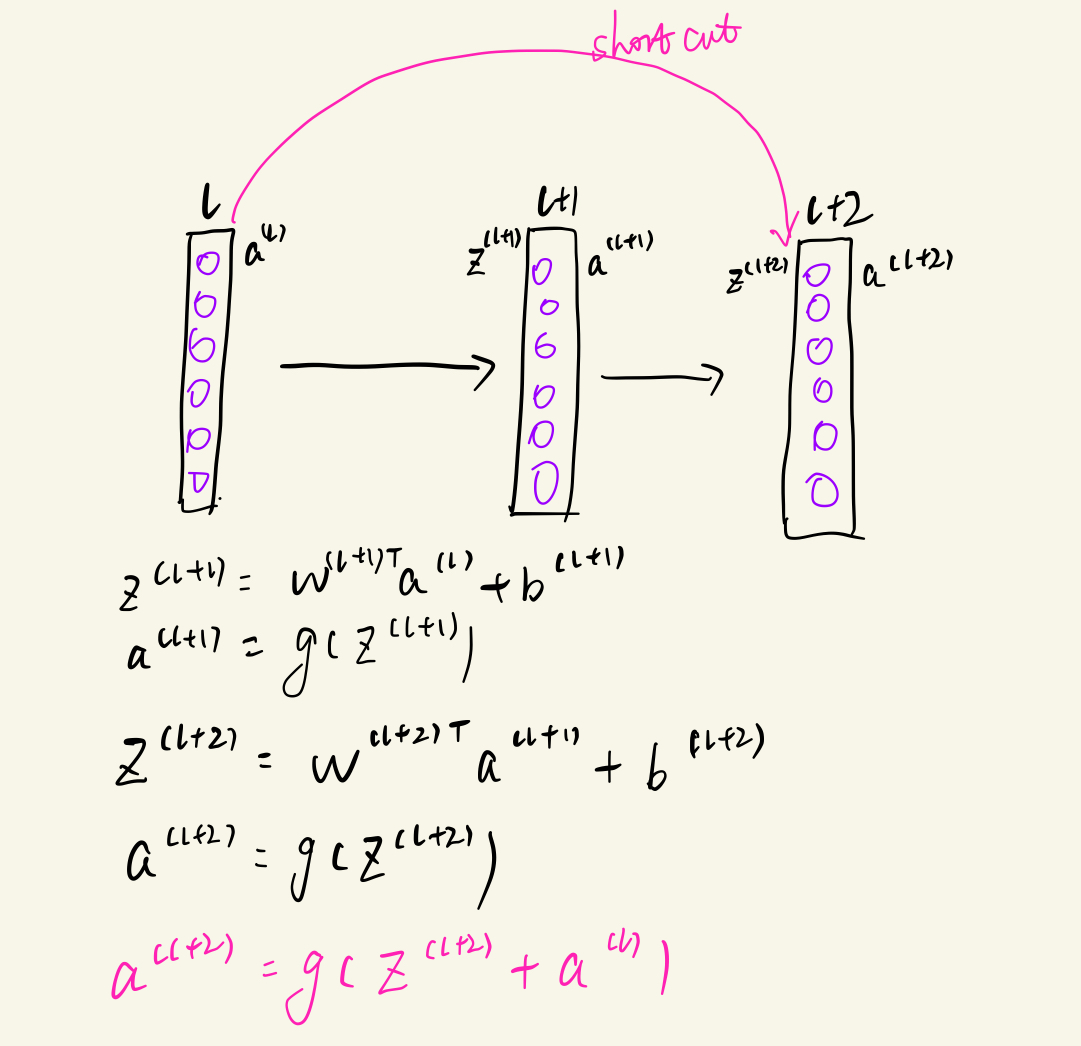 short cut
l l+1 l+2
a^(l) z^(l+1) a^(l+1) z^(l+2) a^(l+2)
z^(l+1) = w^(l+1)T a^(l) + b^(l+1)
a^(l+1) = g(z^(l+1))
z^(l+2) = w^(l+2)T a^(l+1) + b^(l+2)
a^(l+2) = g(z^(l+2))
a^(l+2) = g(z^(l+2) + a^(l))